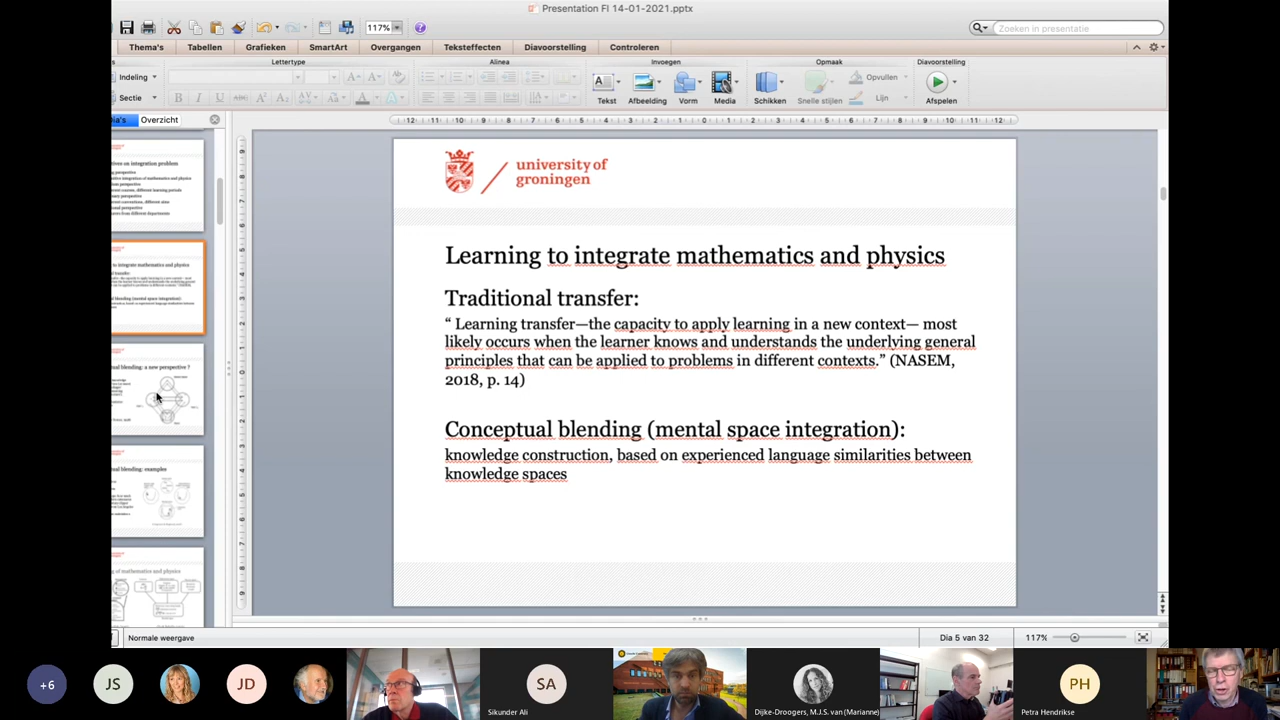 Presentation FI 14-01-2021.pptx
117%
Zoeken in presentatie
Thema's
Tabellen
Grafieken
SmartArt
Overgangen
Teksteffecten
Diavoorstelling
Controleren
Lettertype
Alinea
Invoegen
Opmaak
Diavoorstelling
Indeling
Sectie
Tekst
Afbeelding
Vorm
Media
Schikken
Snelle stijlen
Opvullen
Lijn
Afspelen
Overzicht
university of
groningen
Learning to integrate mathematics and physics
Traditional transfer:
“ Learning transfer—the capacity to apply learning in a new context— most
likely occurs when the learner knows and understands the underlying general
principles that can be applied to problems in different contexts.” (NASEM,
2018, p. 14)
Conceptual blending (mental space integration):
knowledge construction, based on experienced language similarities between
knowledge spaces
Normale weergave
Dia 5 van 32
117%
+6
JS
JD
SA
Sikunder Ali
Dijke-Droogers, M.J.S. van (Marianne)
PH
Petra Hendrikse